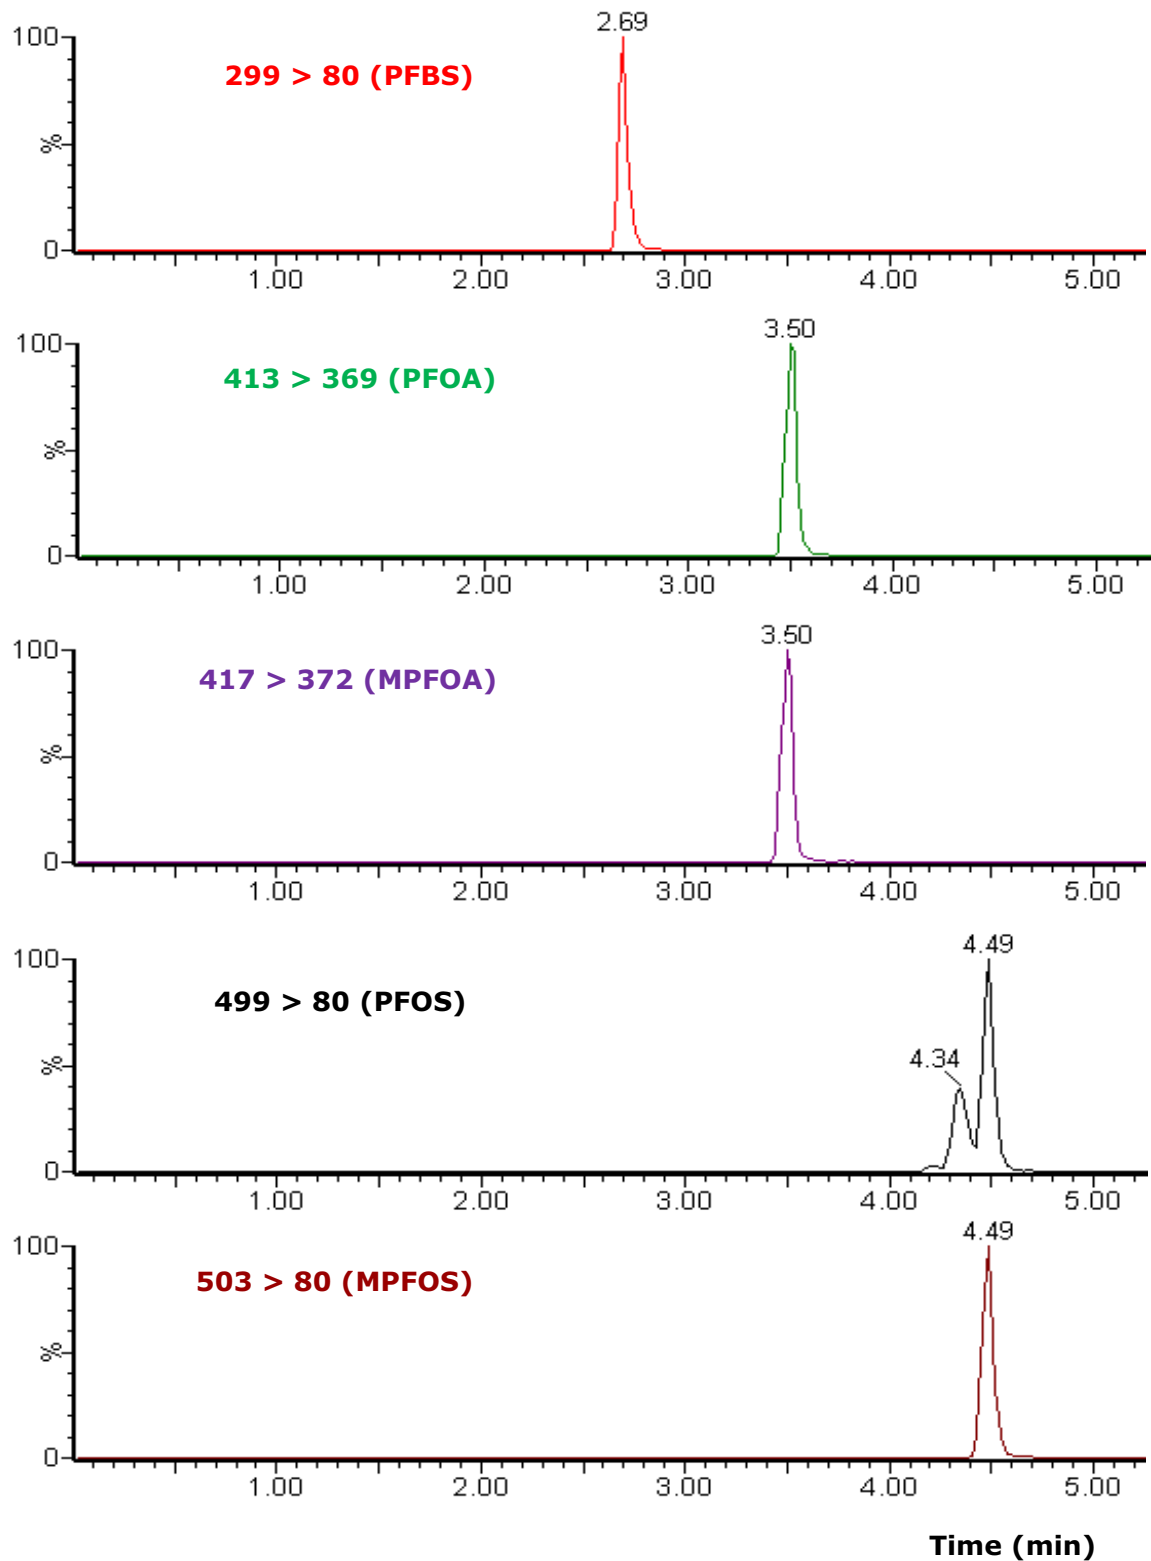 2.69
100
299 > 80 (PFBS)
%
0
1.00 2.00 3.00 4.00 5.00
3.50
100
413 > 369 (PFOA)
%
0
1.00 2.00 3.00 4.00 5.00
3.50
100
417 > 372 (MPFOA)
%
0
1.00 2.00 3.00 4.00 5.00
4.49
100
499 > 80 (PFOS)
4.34
%
0
1.00 2.00 3.00 4.00 5.00
4.49
100
503 > 80 (MPFOS)
%
0
1.00 2.00 3.00 4.00 5.00
Time (min)